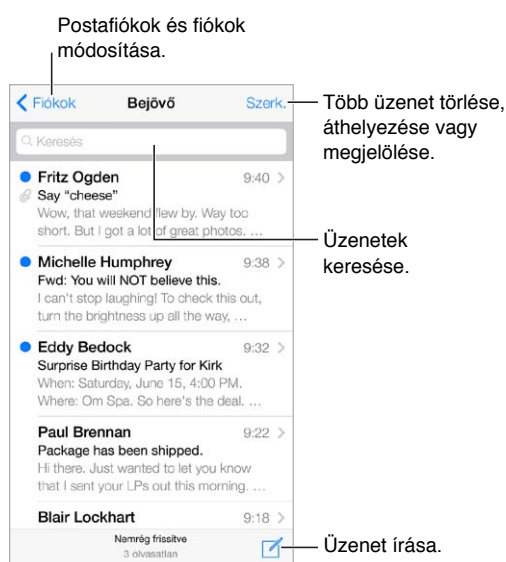 Postafiókok és fiókok
módosítása.
Fiókok Bejövő Szerk.
Több üzenet törlése,
áthelyezése vagy
megjelölése.
Keresés
Fritz Ogden 9:40
Say "cheese"
Wow, that weekend flew by. Way too
short. But I got a lot of great photos. ...
Üzenetek
keresése.
Michelle Humphrey 9:38
Fwd: You will NOT believe this.
I can't stop laughing! To check this out,
turn the brightness up all the way, ...
Eddy Bedock 9:32
Surprise Birthday Party for Kirk
When: Saturday, June 15, 4:00 PM.
Where: Om Spa. So here's the deal. ...
Paul Brennan 9:22
Package has been shipped.
Hi there. Just wanted to let you know
that I sent your LPs out this morning. ...
Blair Lockhart 9:18
Nemrég frissítve
3 olvasatlan
Üzenet írása.